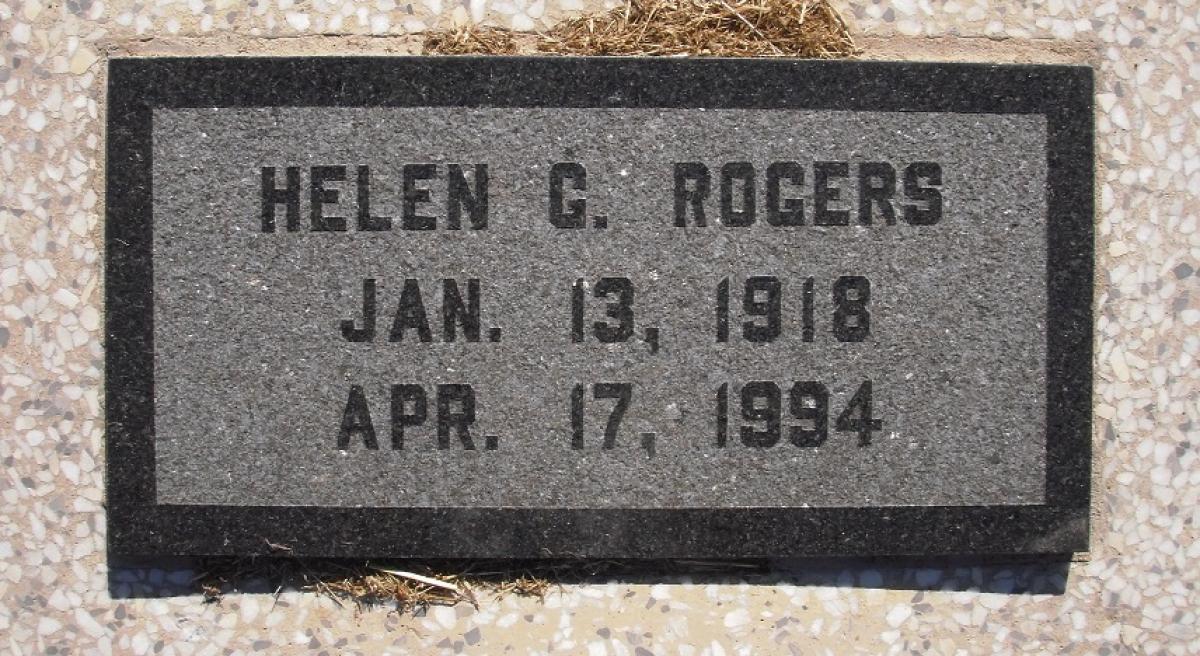 HELEN G. ROGERS
JAN. 13, 1918
APR. 17, 1994